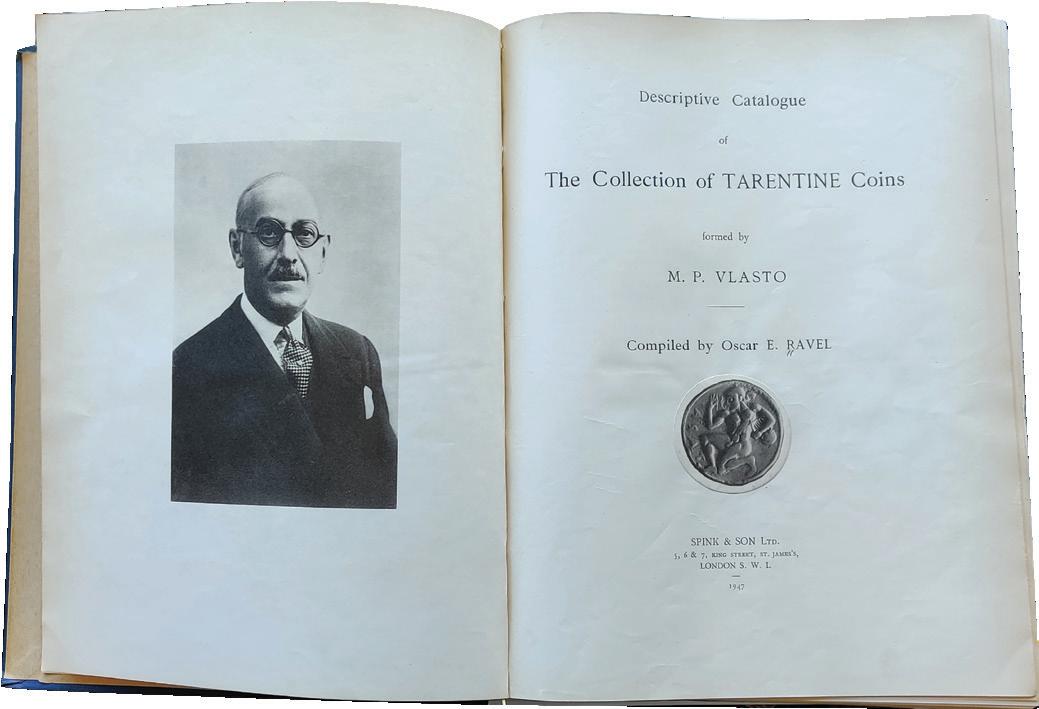 Descriptive Catalogue
of
The Collection of TARENTINE Coins
formed by
M. P. VLASTO
Compiled by Oscar E. RAVEL
SPINK & SON LTD.
5, 6 & 7, KING STREET, ST. JAMES'S,
LONDON S. W. I.
1947